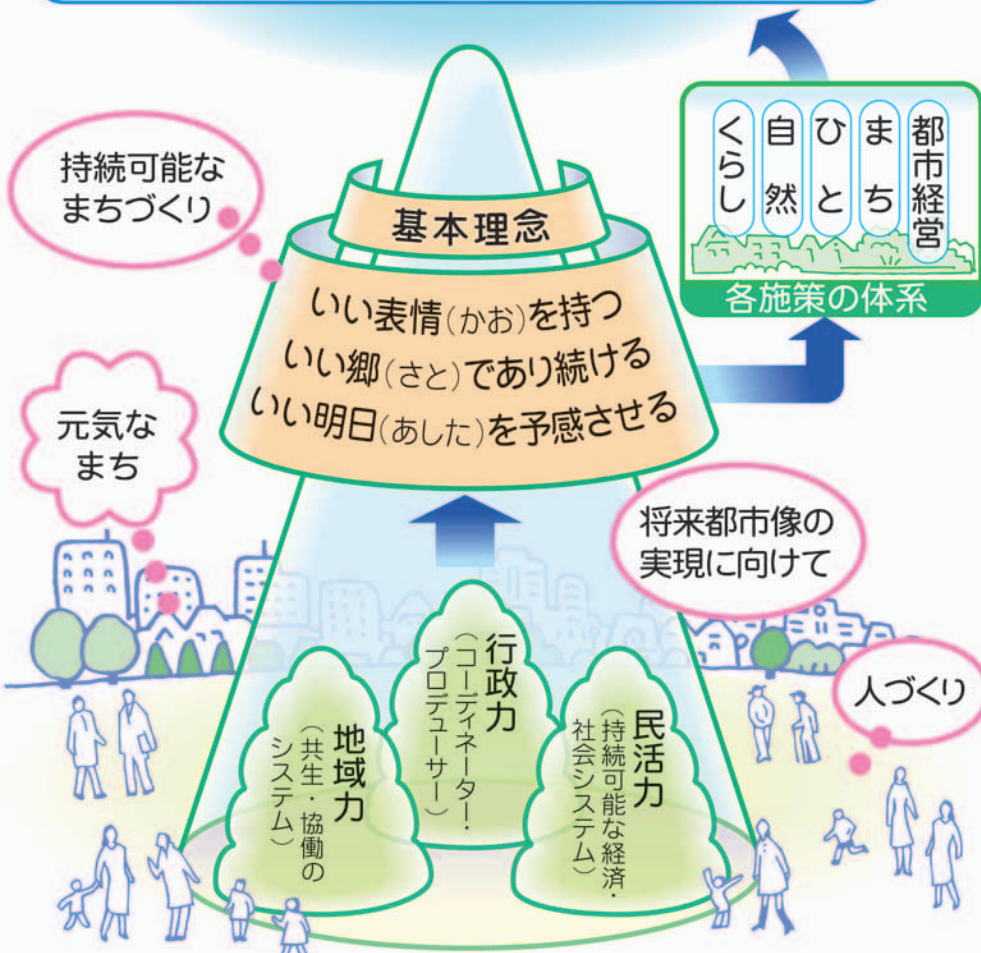 持続可能な
まちづくり
基本理念
いい表情(かお)を持つ
いい郷(さと)であり続ける
いい明日(あした)を予感させる
都市経営
まち
ひと
自然
くらし
各施策の体系
元気な
まち
将来都市像の
実現に向けて
人づくり
行政力
(コーディネーター・
プロデューサー)
民活力
(持続可能な経済・
社会システム)
地域力
(共生・協働の
システム)